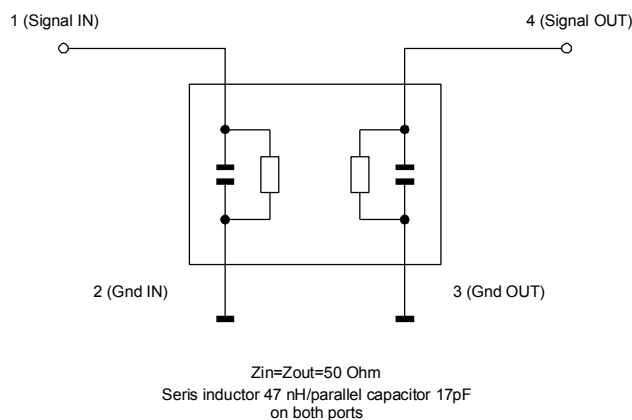 1 (Signal IN)
4 (Signal OUT)
2 (Gnd IN)
3 (Gnd OUT)
Zin=Zout=50 Ohm
Seris inductor 47 nH/parallel capacitor 17pF
on both ports